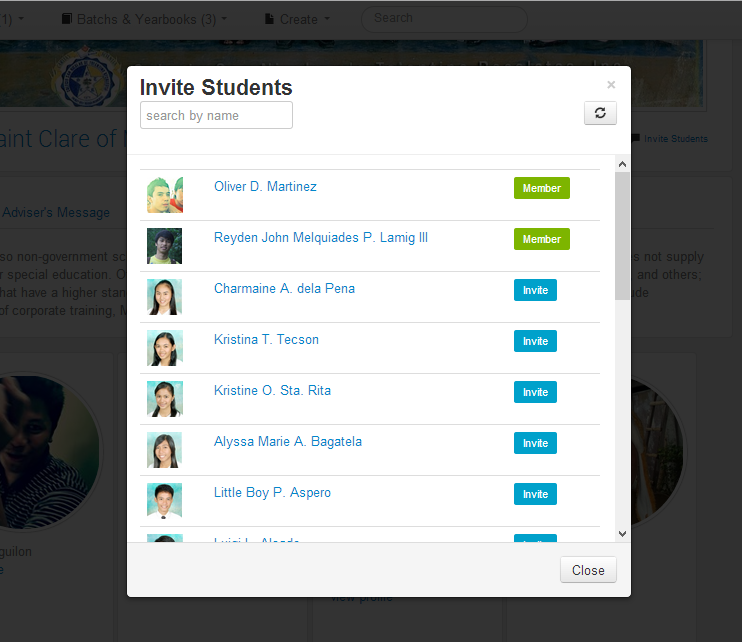 1)
Batchs & Yearbooks (3)
Create
Search
Invite Students
×
search by name
aint Clare of
Invite Students
Oliver D. Martinez
Member
Adviser's Message
Reyden John Melquiades P. Lamig III
Member
so non-government sc
es not supply
r special education. O
and others;
Charmaine A. dela Pena
Invite
hat have a higher stan
ude
of corporate training, M
Kristina T. Tecson
Invite
Kristine O. Sta. Rita
Invite
Alyssa Marie A. Bagatela
Invite
Little Boy P. Aspero
Invite
guilon
Close
view profile